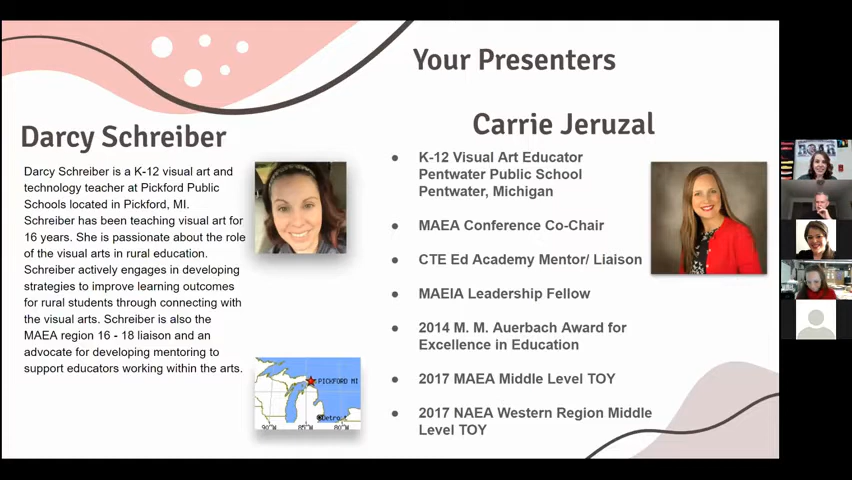 Your Presenters
Darcy Schreiber
Darcy Schreiber is a K-12 visual art and
technology teacher at Pickford Public
Schools located in Pickford, MI.
Schreiber has been teaching visual art for
16 years. She is passionate about the role
of the visual arts in rural education.
Schreiber actively engages in developing
strategies to improve learning outcomes
for rural students through connecting with
the visual arts. Schreiber is also the
MAEA region 16 - 18 liaison and an
advocate for developing mentoring to
support educators working within the arts.
PICKFORD MI
Detro
90°W 85°W 80°W
Carrie Jeruzal
● K-12 Visual Art Educator
Pentwater Public School
Pentwater, Michigan
● MAEA Conference Co-Chair
● CTE Ed Academy Mentor/ Liaison
● MAEIA Leadership Fellow
● 2014 M. M. Auerbach Award for
Excellence in Education
● 2017 MAEA Middle Level TOY
● 2017 NAEA Western Region Middle
Level TOY